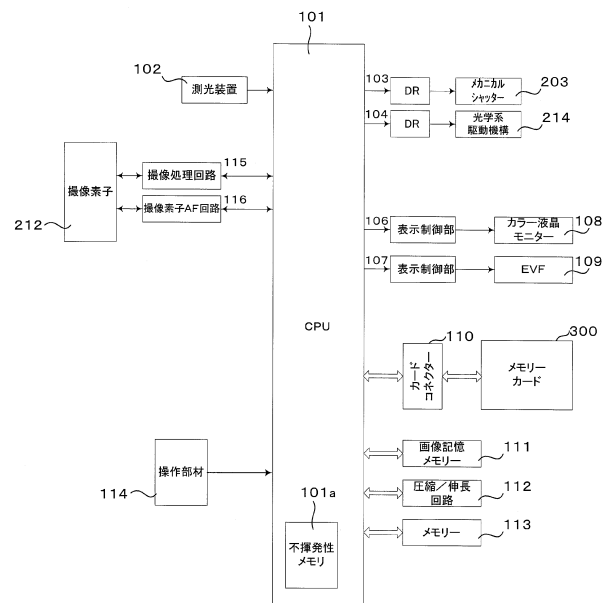 101
102
測光装置
103
DR
メカニカル
シャッター
203
104
DR
光学系
駆動機構
214
撮像素子
212
撮像処理回路
115
撮像素子AF回路
116
106
表示制御部
カラー液晶
モニター
108
107
表示制御部
EVF
109
CPU
110
カード
コネクター
300
メモリー
カード
画像記憶
メモリー
111
圧縮/伸長
回路
112
メモリー
113
操作部材
114
101a
不揮発性
メモリ